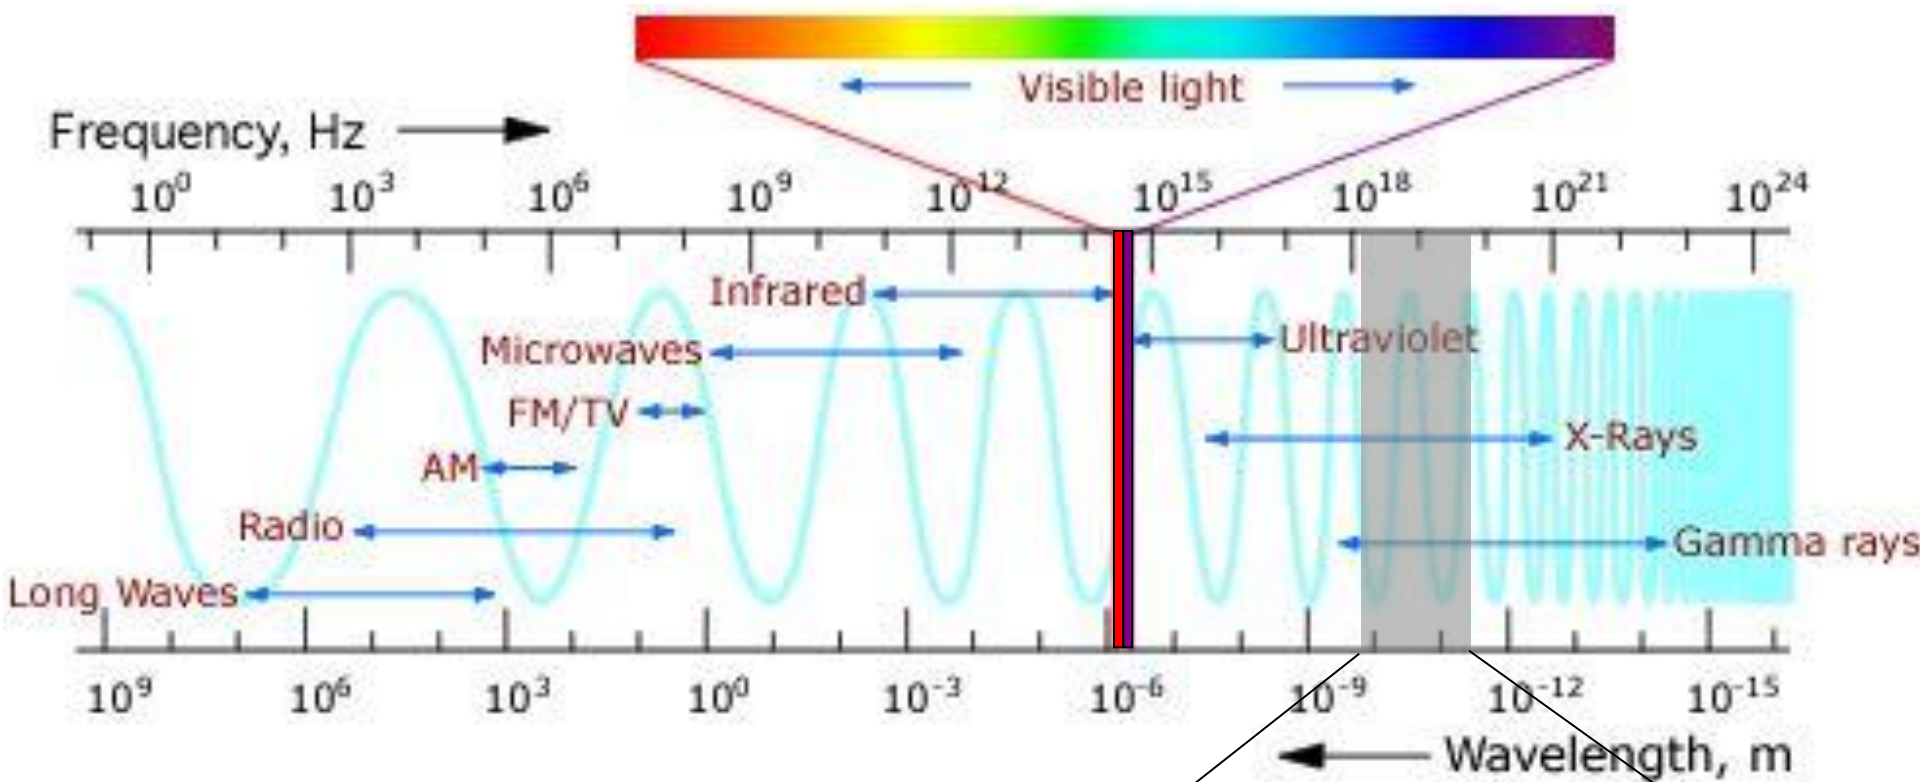 Visible light
Frequency, Hz
10⁰ 10³ 10⁶ 10⁹ 10¹² 10¹⁵ 10¹⁸ 10²¹ 10²⁴
Infrared
Ultraviolet
Microwaves
FM/TV
X-Rays
AM
Radio
Gamma rays
Long Waves
10⁹ 10⁶ 10³ 10⁰ 10⁻³ 10⁻⁶ 10⁻⁹ 10⁻¹² 10⁻¹⁵
Wavelength, m